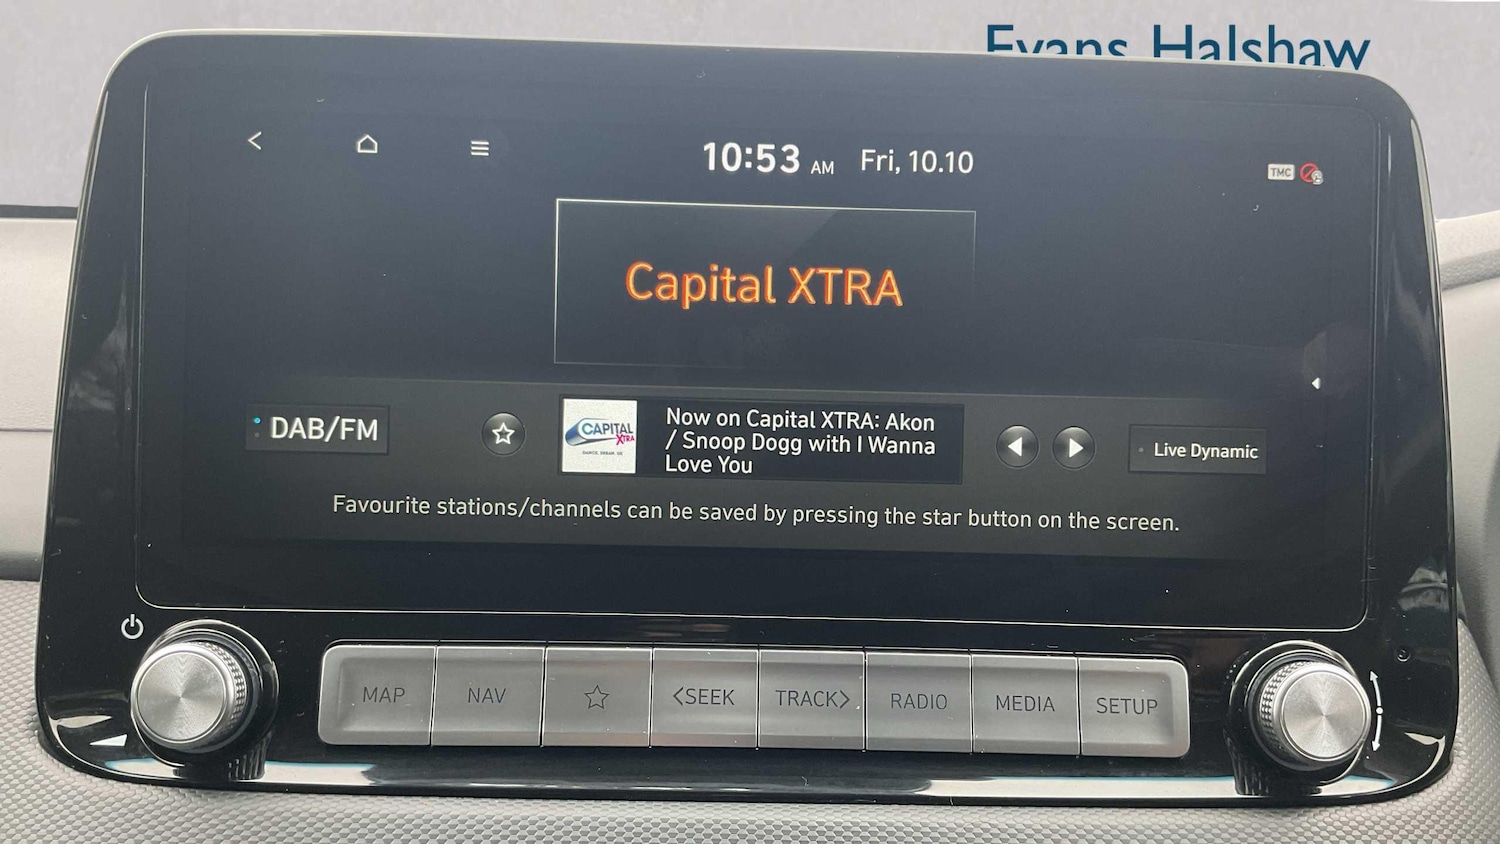 Evans Halshaw
10:53 AM Fri, 10.10
TMC
Capital XTRA
DAB/FM
CAPITAL
XTRA
Now on Capital XTRA: Akon
/ Snoop Dogg with I Wanna
Love You
Live Dynamic
Favourite stations/channels can be saved by pressing the star button on the screen.
MAP NAV <SEEK TRACK> RADIO MEDIA SETUP